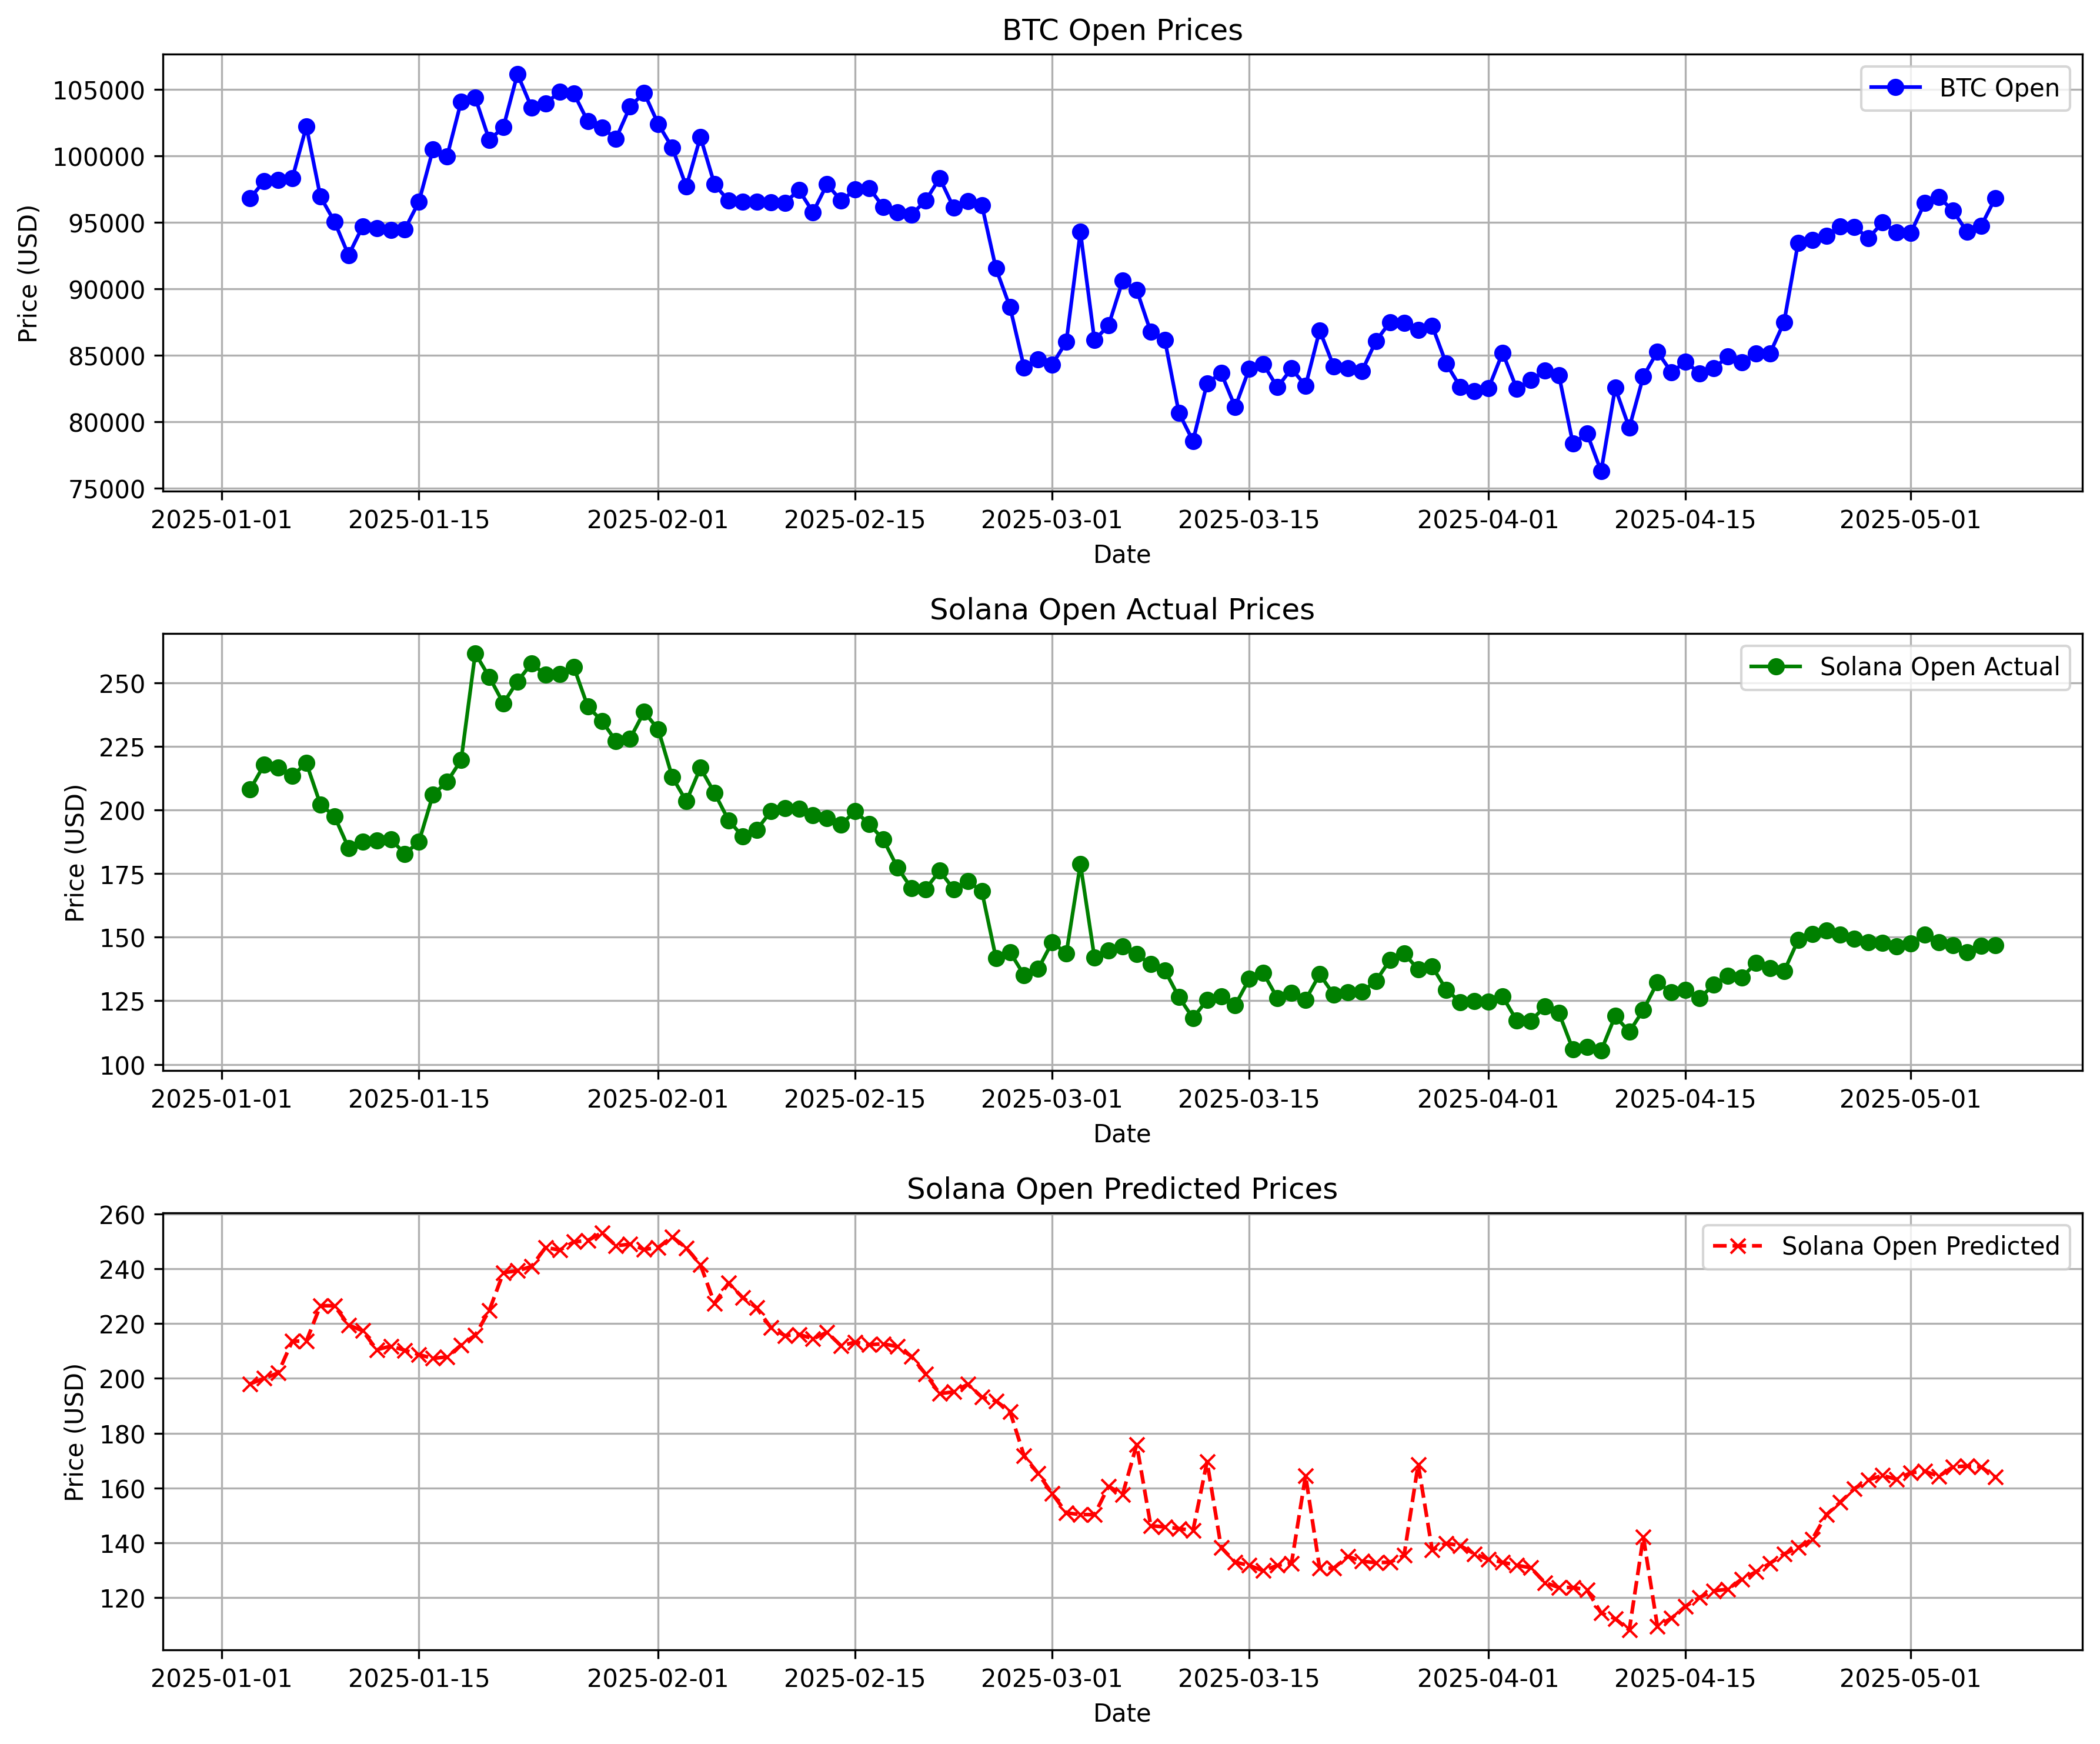 BTC Open Prices
BTC Open
105000
100000
95000
90000
85000
80000
75000
Price (USD)
2025-01-01 2025-01-15 2025-02-01 2025-02-15 2025-03-01 2025-03-15 2025-04-01 2025-04-15 2025-05-01
Date
Solana Open Actual Prices
Solana Open Actual
250
225
200
175
150
125
100
Price (USD)
2025-01-01 2025-01-15 2025-02-01 2025-02-15 2025-03-01 2025-03-15 2025-04-01 2025-04-15 2025-05-01
Date
Solana Open Predicted Prices
Solana Open Predicted
260
240
220
200
180
160
140
120
Price (USD)
2025-01-01 2025-01-15 2025-02-01 2025-02-15 2025-03-01 2025-03-15 2025-04-01 2025-04-15 2025-05-01
Date